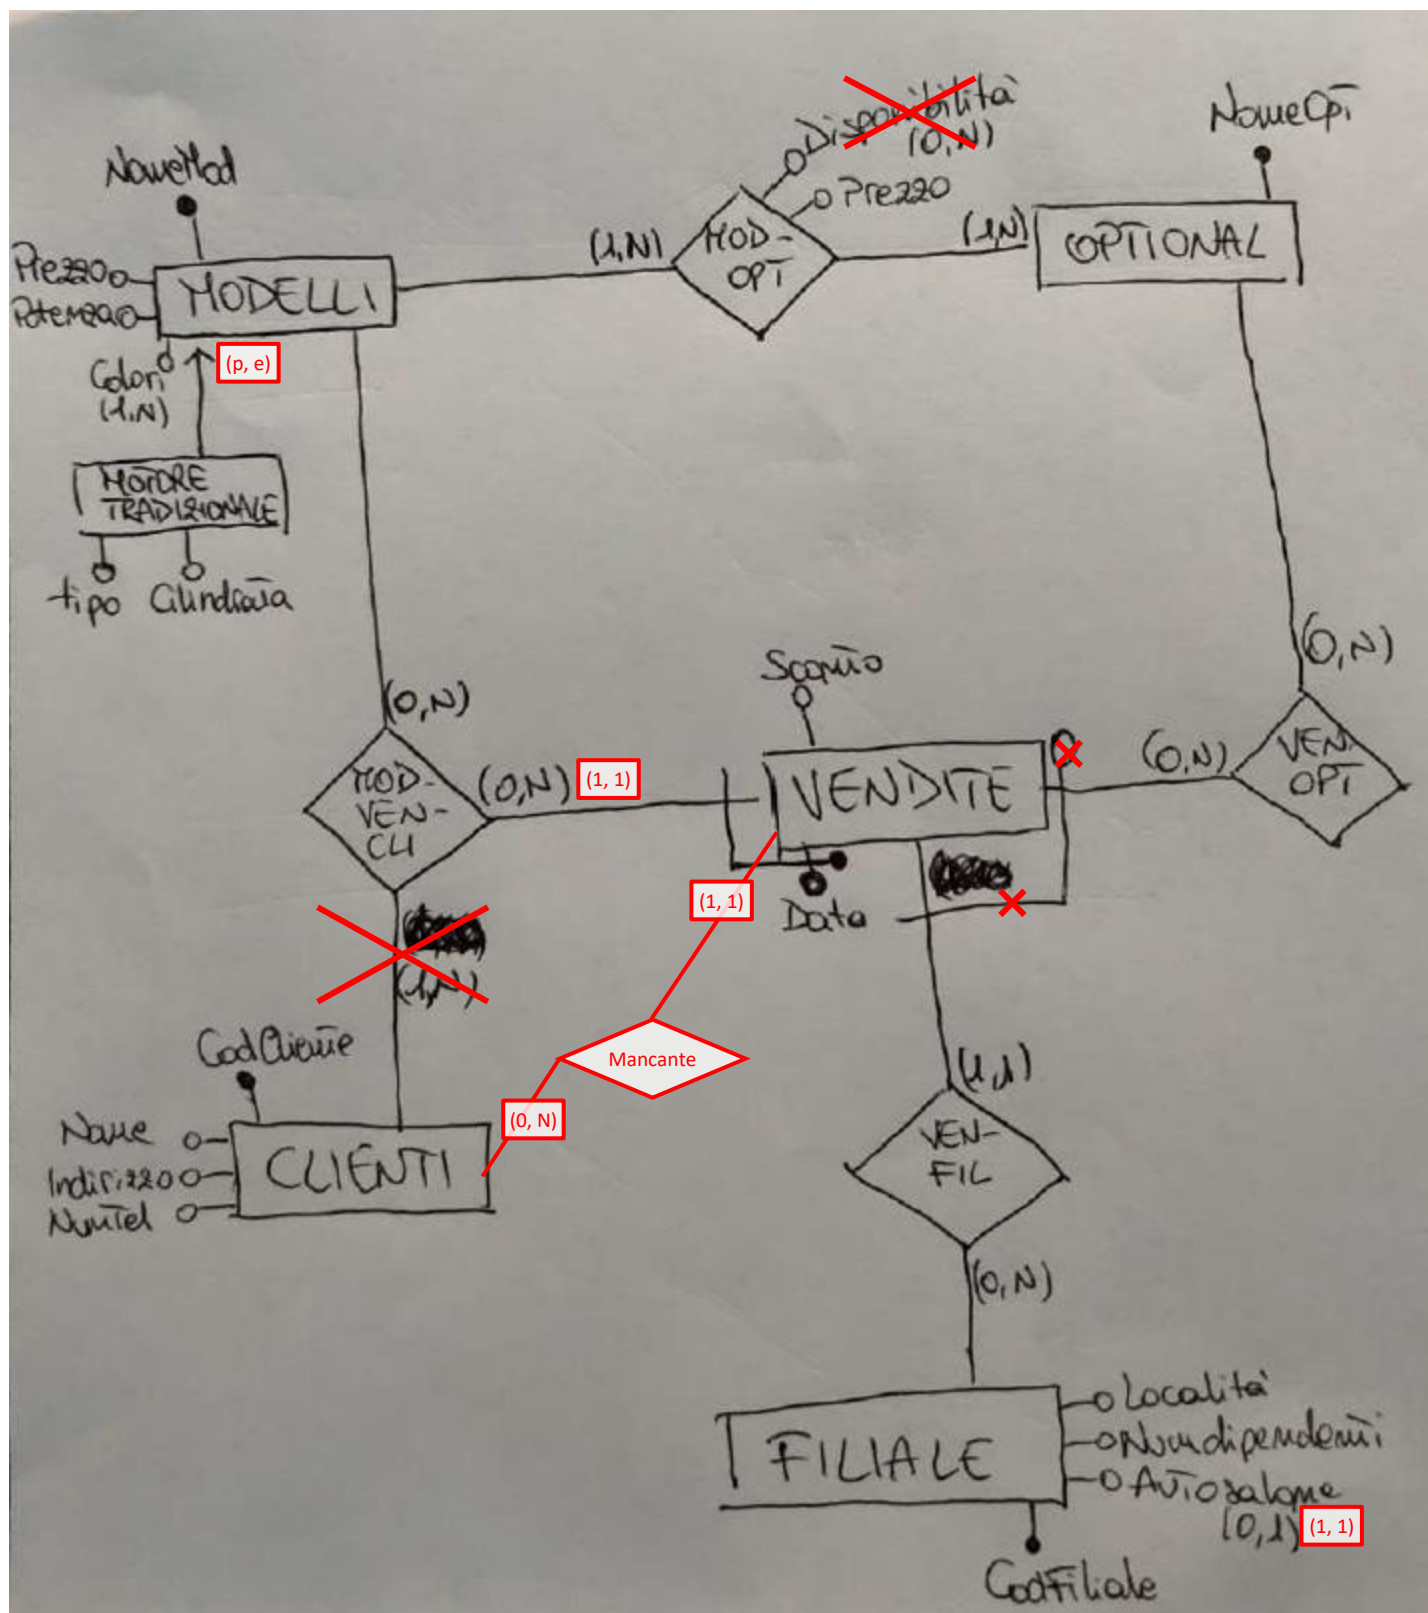 Disponibilità
(0,N)
NomeOpt
NomeMod
Prezzo
(1,N)
MOD-
OPT
(1,N)
OPTIONAL
Prezzo
Potenza
MODELLI
(p, e)
Colori
(1,N)
MOTORE
TRADIZIONALE
tipo
Cilindrata
(0,N)
Sconto
(0,N)
MOD-
VEN-
CLI
(0,N)
(1, 1)
VENDITE
(0,N)
VEN-
OPT
(1, 1)
Data
(1,N)
CodCliente
Mancante
(1,1)
Nome
Indirizzo
NumTel
CLIENTI
(0, N)
VEN-
FIL
(0,N)
FILIALE
Località
Numdipendenti
Autosalone
(0,1)
(1, 1)
CodFiliale